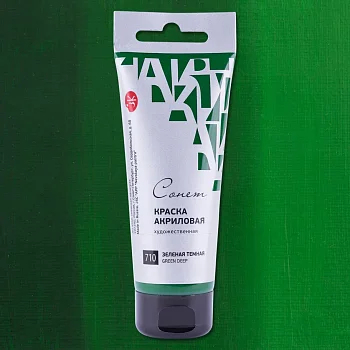 Сонет
КРАСКА
АКРИЛОВАЯ
художественная
710
ЗЕЛЕНАЯ ТЕМНАЯ
GREEN DEEP